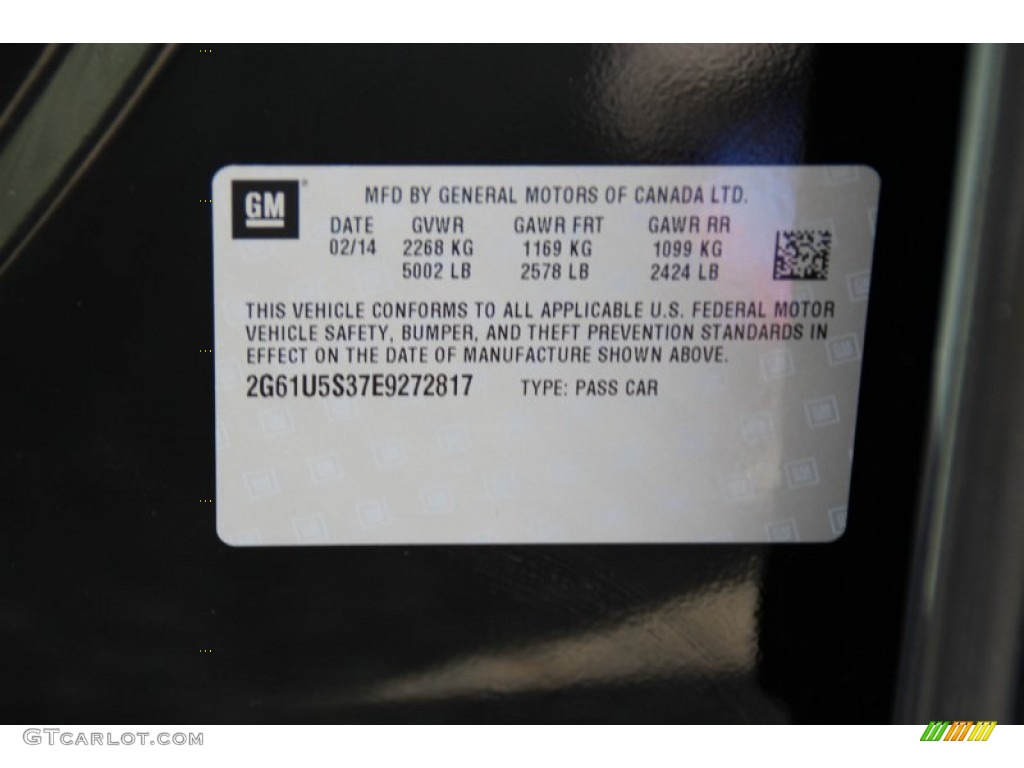 GM
MFD BY GENERAL MOTORS OF CANADA LTD.
DATE GVWR GAWR FRT GAWR RR
02/14 2268 KG 1169 KG 1099 KG
5002 LB 2578 LB 2424 LB
THIS VEHICLE CONFORMS TO ALL APPLICABLE U.S. FEDERAL MOTOR
VEHICLE SAFETY, BUMPER, AND THEFT PREVENTION STANDARDS IN
EFFECT ON THE DATE OF MANUFACTURE SHOWN ABOVE.
2G61U5S37E9272817 TYPE: PASS CAR
GTcarlot.com